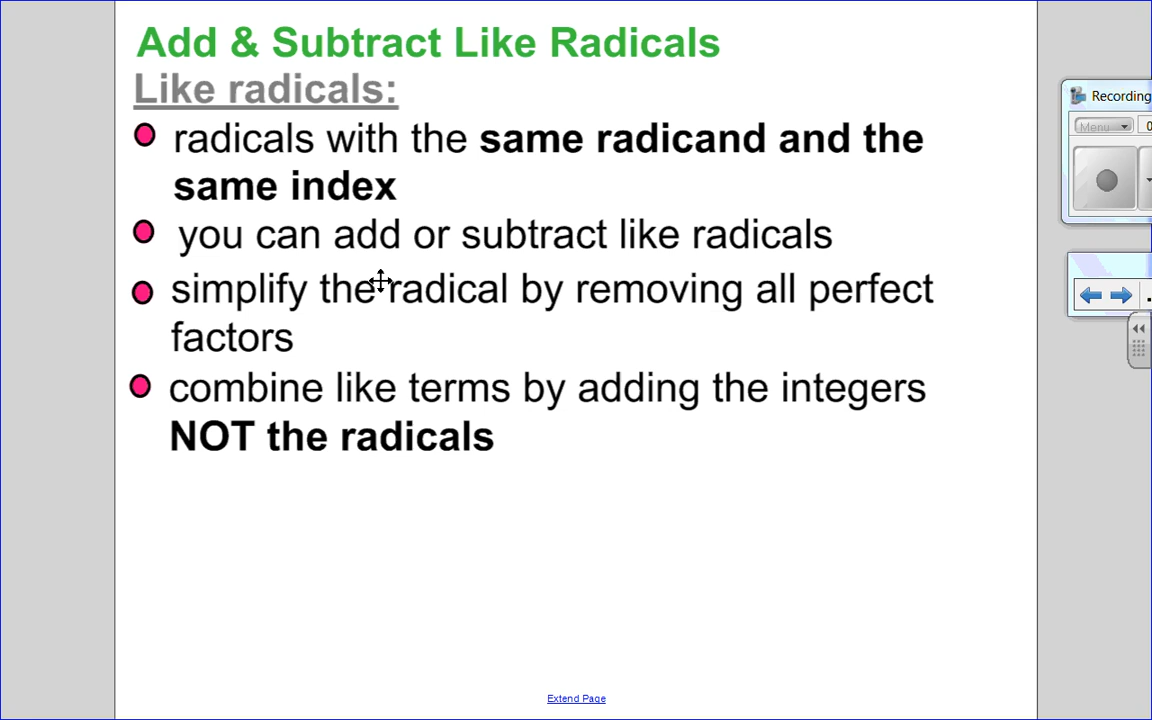 Add & Subtract Like Radicals
Like radicals:
radicals with the same radicand and the
same index
you can add or subtract like radicals
simplify the radical by removing all perfect
factors
combine like terms by adding the integers
NOT the radicals
Extend Page
Recording
Menu
0